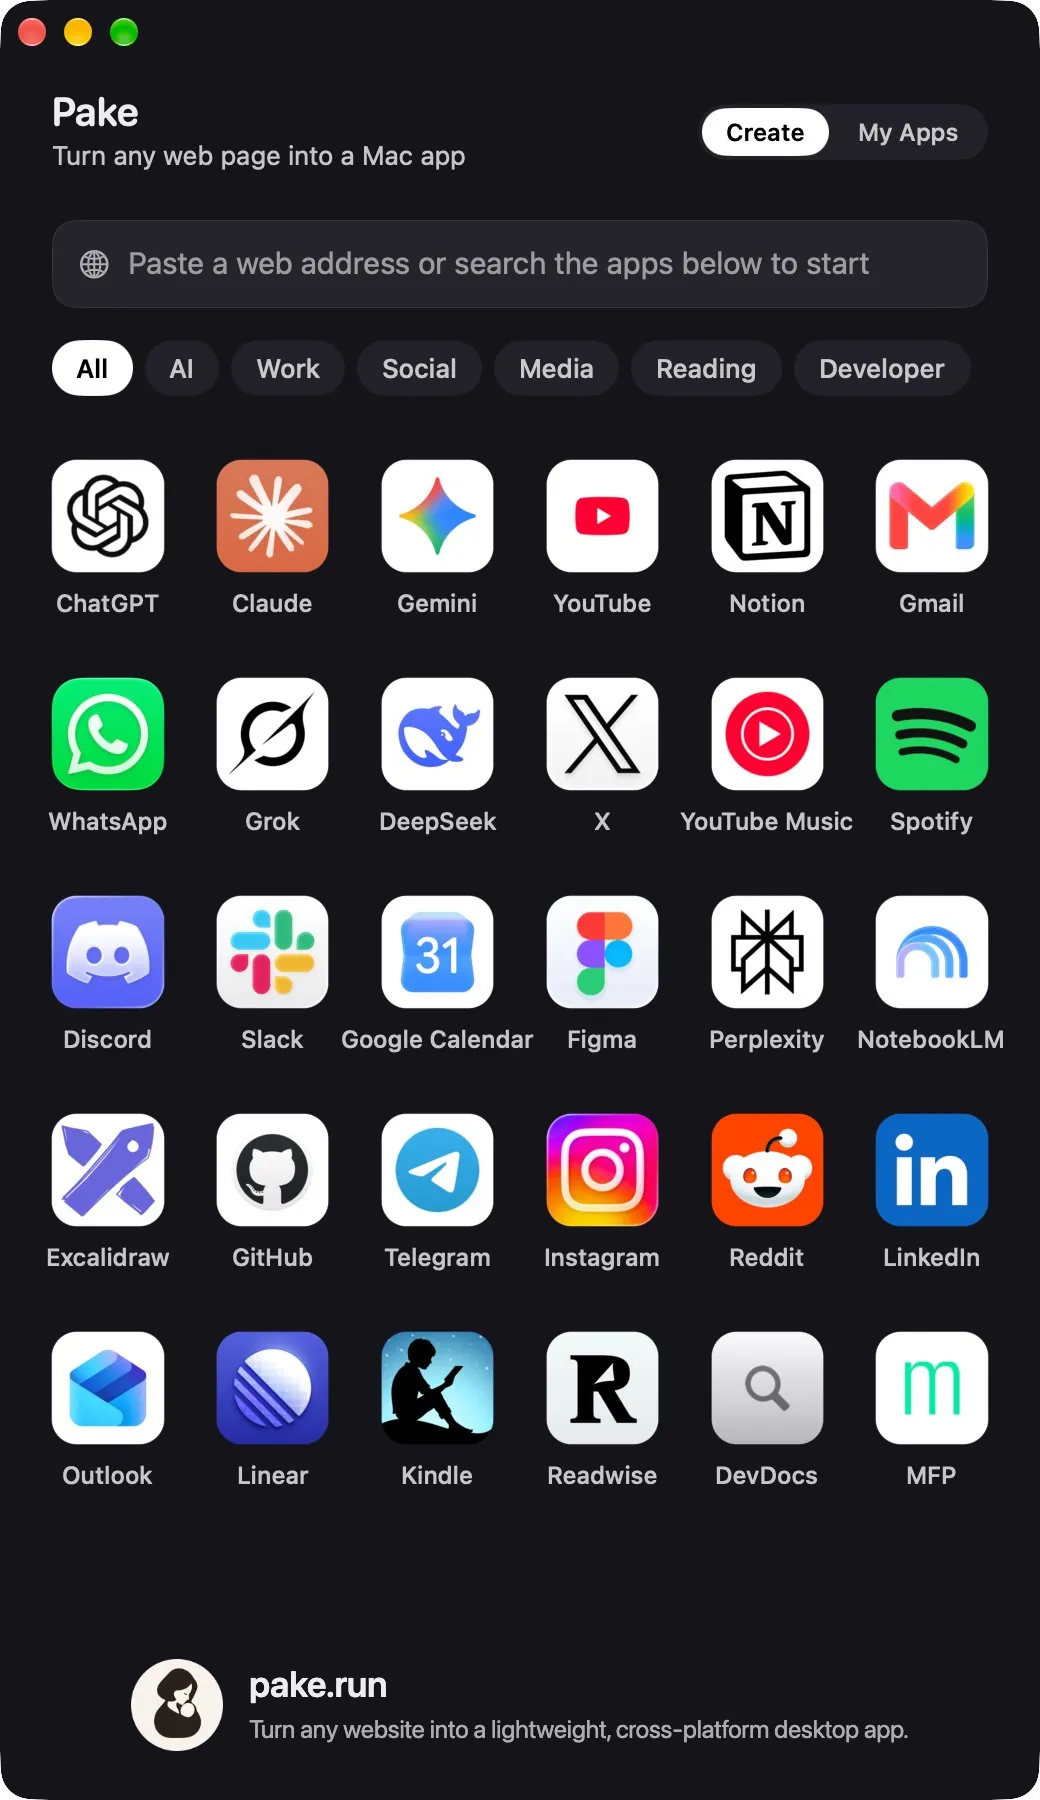 Pake
Turn any web page into a Mac app
Create My Apps
Paste a web address or search the apps below to start
All AI Work Social Media Reading Developer
ChatGPT Claude Gemini YouTube Notion Gmail
WhatsApp Grok DeepSeek X YouTube Music Spotify
31
Discord Slack Google Calendar Figma Perplexity NotebookLM
in
Excalidraw GitHub Telegram Instagram Reddit LinkedIn
R m
Outlook Linear Kindle Readwise DevDocs MFP
pake.run
Turn any website into a lightweight, cross-platform desktop app.